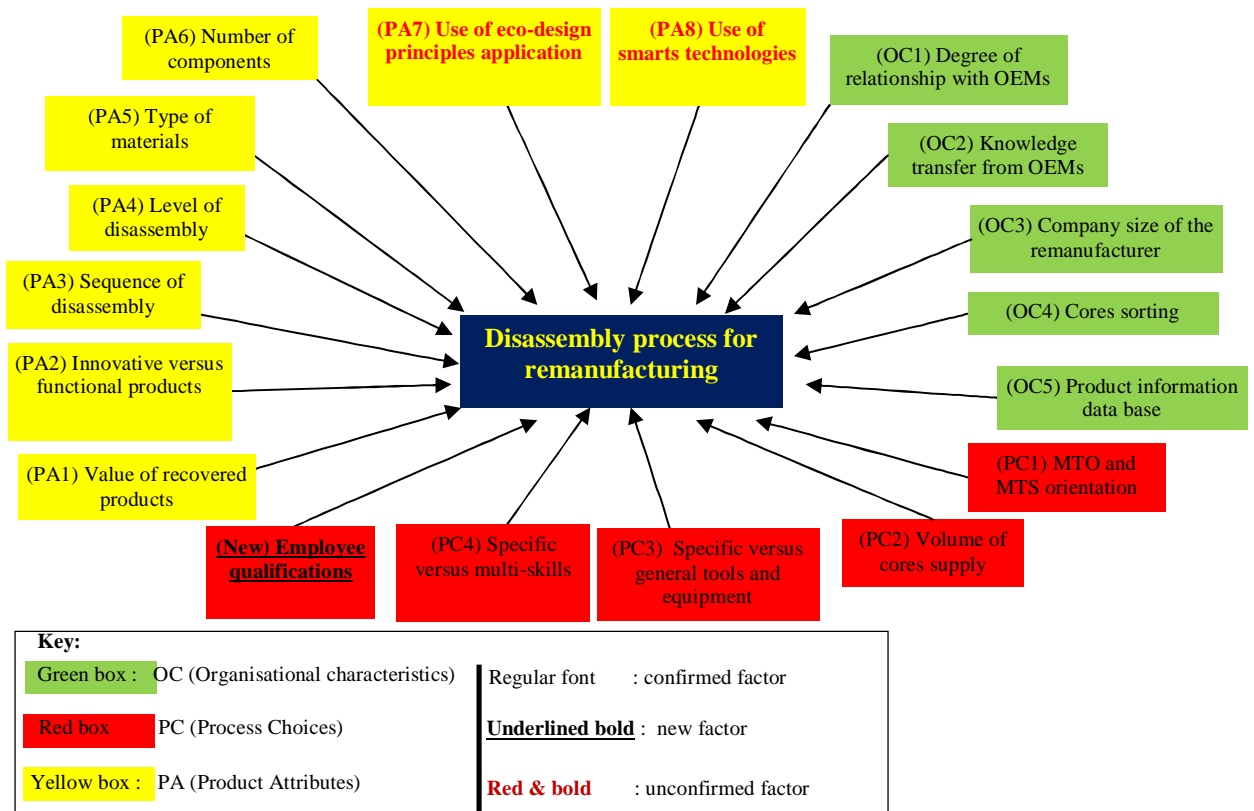 (PA6) Number of
components
(PA7) Use of eco-design
principles application
(PA8) Use of
smarts technologies
(OC1) Degree of
relationship with OEMs
(PA5) Type of
materials
(OC2) Knowledge
transfer from OEMs
(PA4) Level of
disassembly
(OC3) Company size of the
remanufacturer
(PA3) Sequence of
disassembly
(OC4) Cores sorting
Disassembly process for
remanufacturing
(PA2) Innovative versus
functional products
(OC5) Product information
data base
(PA1) Value of recovered
products
(PC1) MTO and
MTS orientation
(New) Employee
qualifications
(PC4) Specific
versus multi-skills
(PC3) Specific versus
general tools and
equipment
(PC2) Volume of
cores supply
Key:
Green box : OC (Organisational characteristics)
Red box PC (Process Choices)
Yellow box : PA (Product Attributes)
Regular font : confirmed factor
Underlined bold : new factor
Red & bold : unconfirmed factor